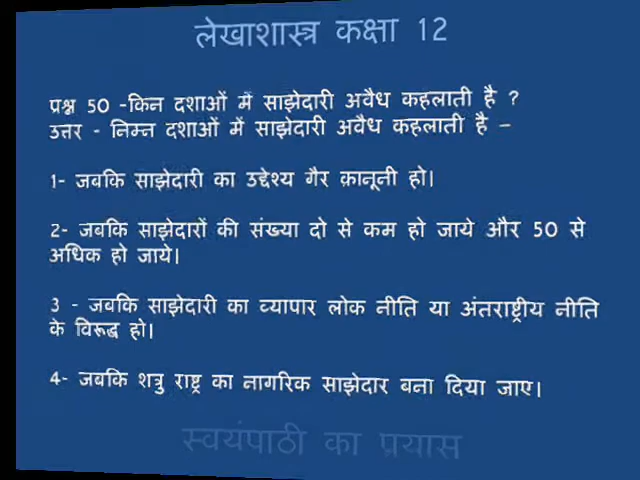 लेखाशास्त्र कक्षा 12
प्रश्न 50 -किन दशाओं में साझेदारी अवैध कहलाती है ?
उत्तर - निम्न दशाओं में साझेदारी अवैध कहलाती है –
1- जबकि साझेदारी का उद्देश्य गैर क़ानूनी हो।
2- जबकि साझेदारों की संख्या दो से कम हो जाये और 50 से
अधिक हो जाये।
3 - जबकि साझेदारी का व्यापार लोक नीति या अंतराष्ट्रीय नीति
के विरूद्ध हो।
4- जबकि शत्रु राष्ट्र का नागरिक साझेदार बना दिया जाए।
स्वयंपाठी का प्रयास